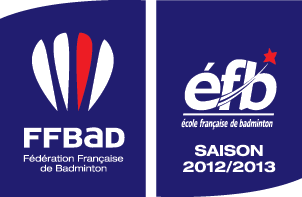 FFBaD
Fédération Française
de Badminton
éfb
école française de badminton
SAISON
2012/2013